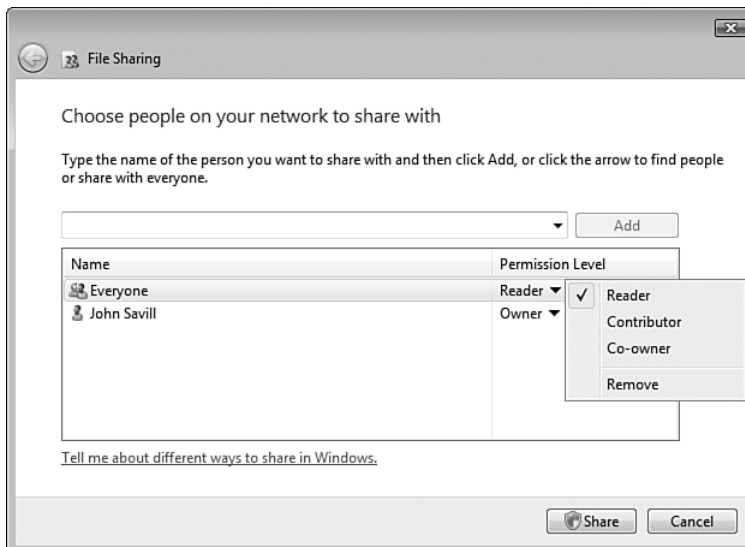 File Sharing
Choose people on your network to share with
Type the name of the person you want to share with and then click Add, or click the arrow to find people
or share with everyone.
Add
Name Permission Level
Everyone Reader
John Savill Owner
Reader
Contributor
Co-owner
Remove
Tell me about different ways to share in Windows.
Share Cancel